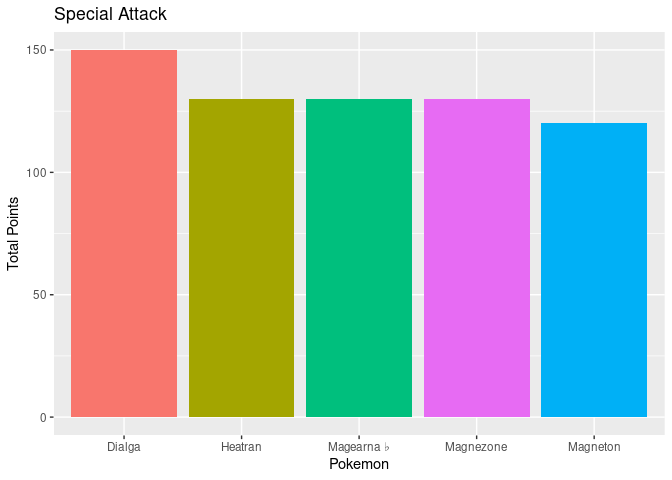 Special Attack
Total Points
150
100
50
0
Dialga Heatran Magearna ♭ Magnezone Magneton
Pokemon